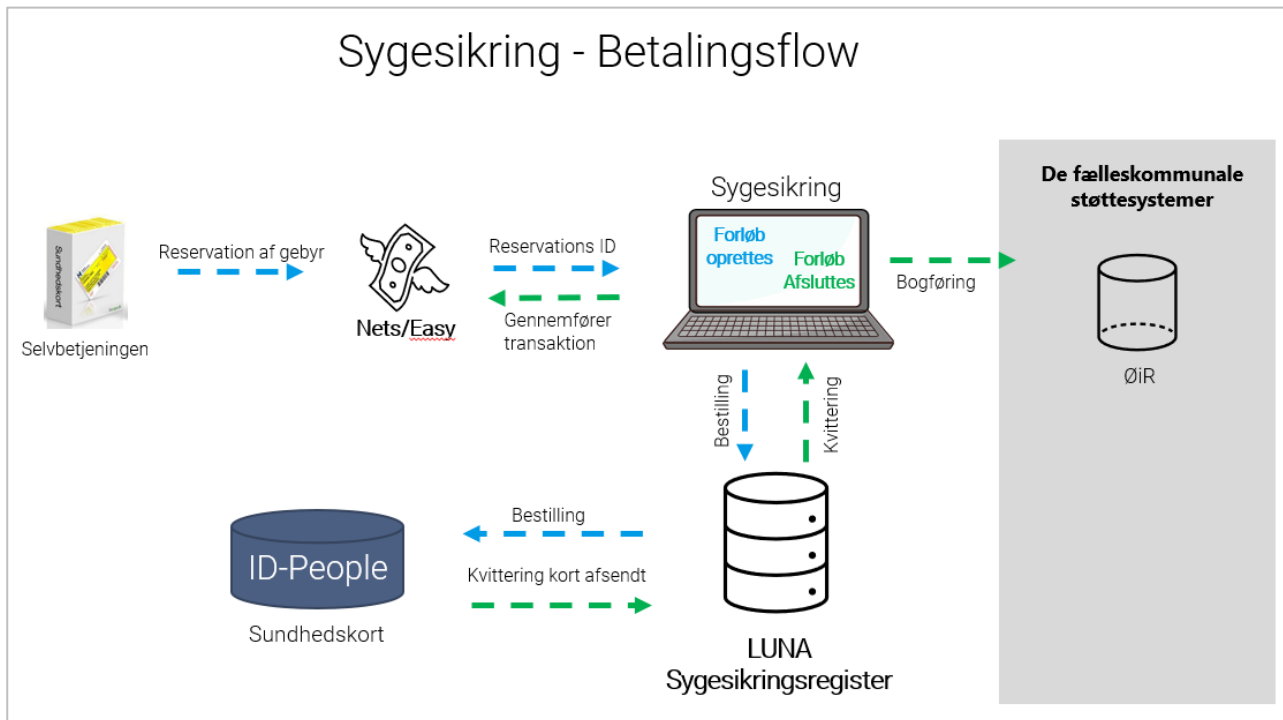 Sygesikring - Betalingsflow
De fælleskommunale
støttesystemer
Sygesikring
Sundhedskort
Reservation af gebyr
Reservations ID
Forløb
oprettes
Forløb
Afsluttes
Bogføring
Nets/Easy
Gennemfører
transaktion
Selvbetjeningen
ØiR
Bestilling
Kvittering
Bestilling
ID-People
Kvittering kort afsendt
Sundhedskort
LUNA
Sygesikringsregister